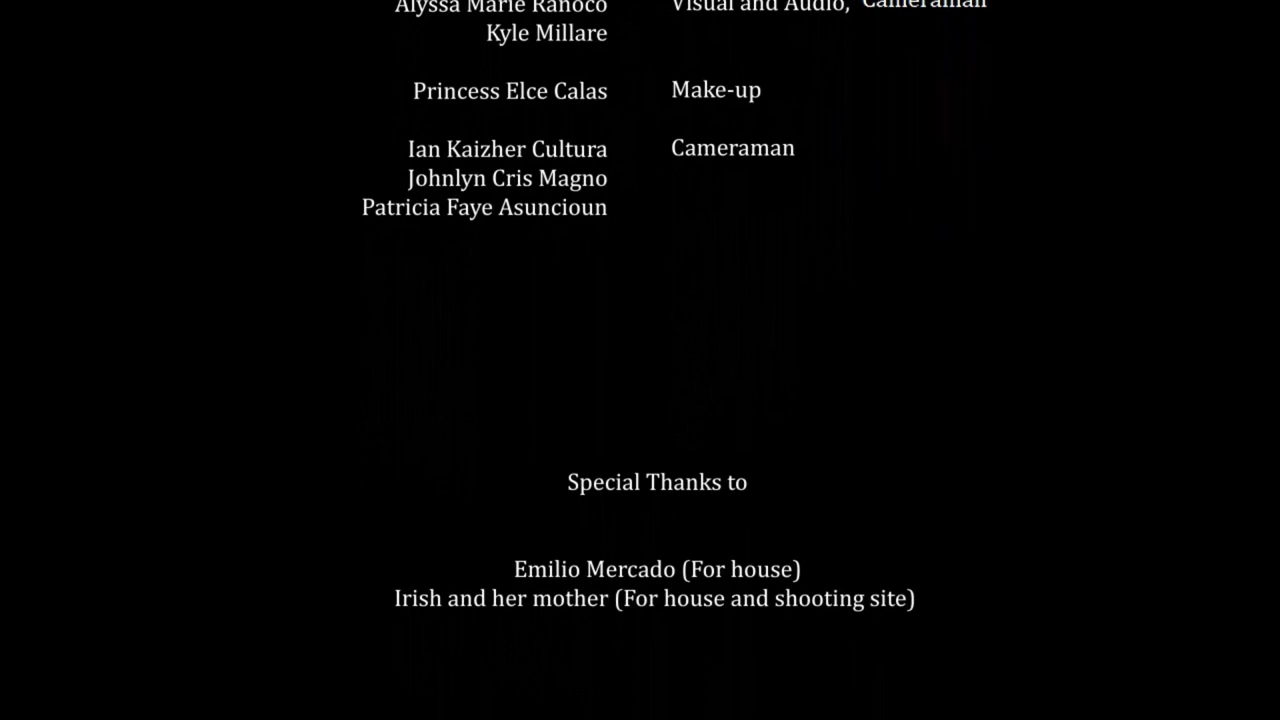 Alyssa Marie Ranoco Visual and Audio, Cameraman
Kyle Millare
Princess Elce Calas Make-up
Ian Kaizher Cultura Cameraman
Johnlyn Cris Magno
Patricia Faye Asuncioun
Special Thanks to
Emilio Mercado (For house)
Irish and her mother (For house and shooting site)